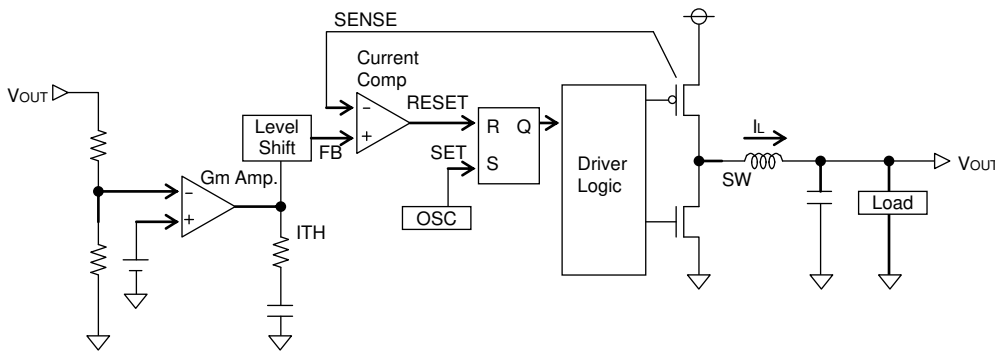 SENSE
Current
Comp
VOUT
RESET
Level
Shift
FB
R Q
S
SET
IL
VOUT
Driver
Logic
SW
Gm Amp.
OSC
Load
ITH
-
+
-
+